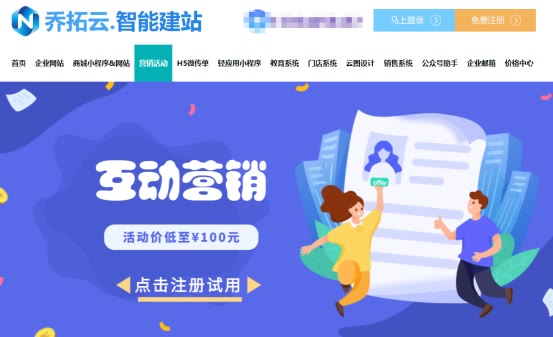 乔拓云.智能建站
马上登录
免费注册
首页 企业网站 商城小程序&网站 营销活动 H5微传单 轻应用小程序 教育系统 门店系统 云图设计 销售系统 公众号助手 企业邮箱 价格中心
互动营销
活动价低至¥100元
点击注册试用
offer